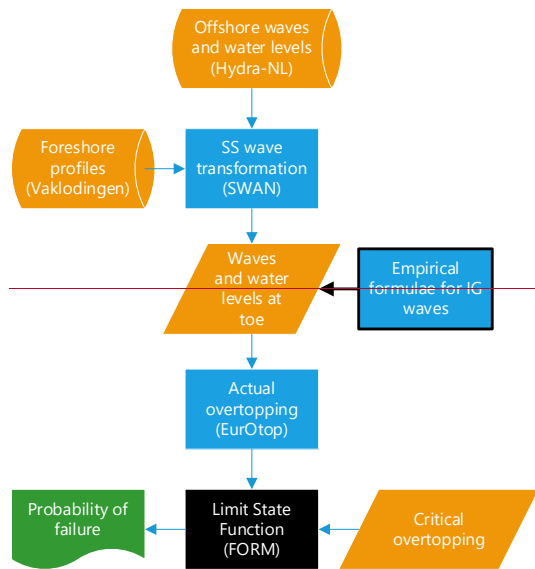 Offshore waves
and water levels
(Hydra-NL)
Foreshore
profiles
(Vaklodingen)
SS wave
transformation
(SWAN)
Waves
and water
levels at
toe
Empirical
formulae for IG
waves
Actual
overtopping
(EurOtop)
Probability of
failure
Limit State
Function
(FORM)
Critical
overtopping